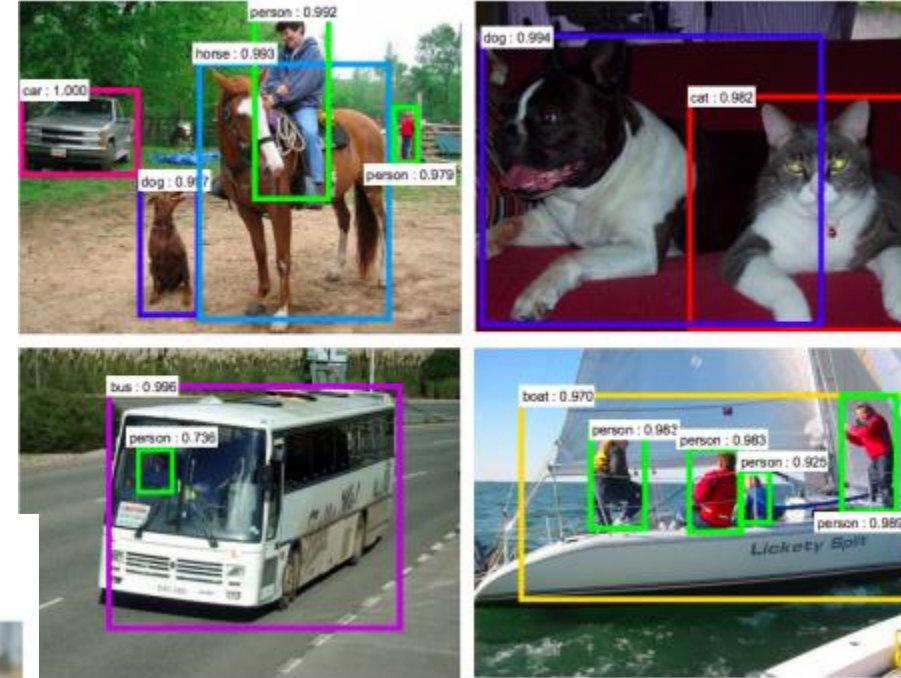 person : 0.992
horse : 0.993
car : 1.000
person : 0.979
dog : 0.997
dog : 0.994
cat : 0.982
bus : 0.996
person : 0.736
boat : 0.970
person : 0.983
person : 0.983
person : 0.925
person : 0.989
Lickety Split